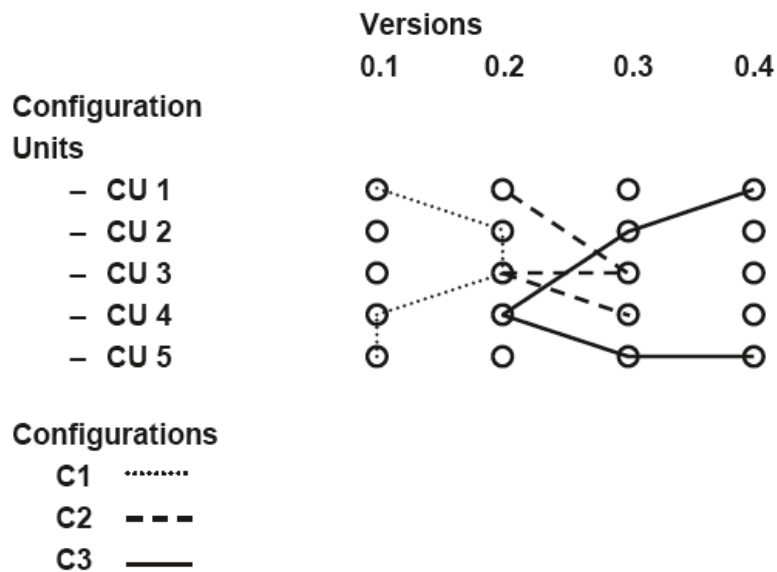 Versions
0.1 0.2 0.3 0.4
Configuration
Units
– CU 1
– CU 2
– CU 3
– CU 4
– CU 5
Configurations
C1
C2
C3